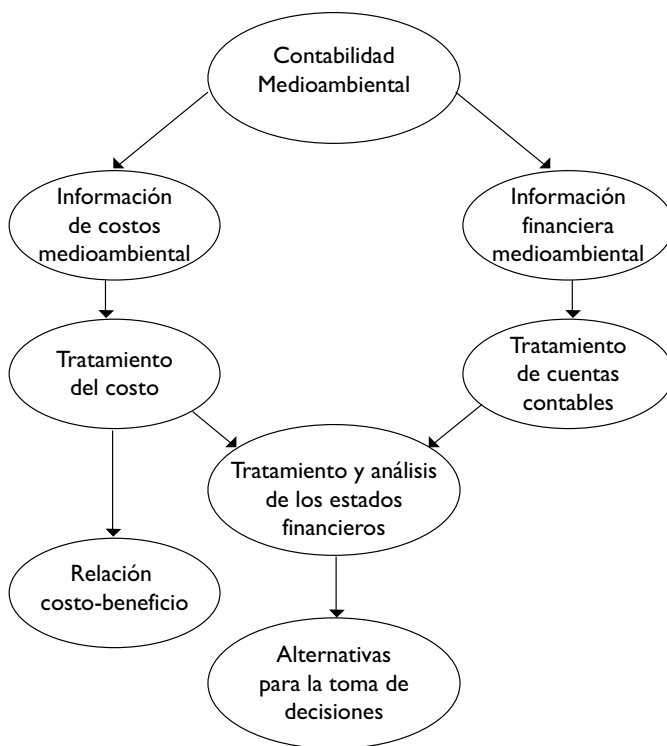 Contabilidad
Medioambiental
Información
de costos
medioambiental
Información
financiera
medioambiental
Tratamiento
del costo
Tratamiento
de cuentas
contables
Tratamiento y análisis
de los estados
financieros
Relación
costo-beneficio
Alternativas
para la toma de
decisiones